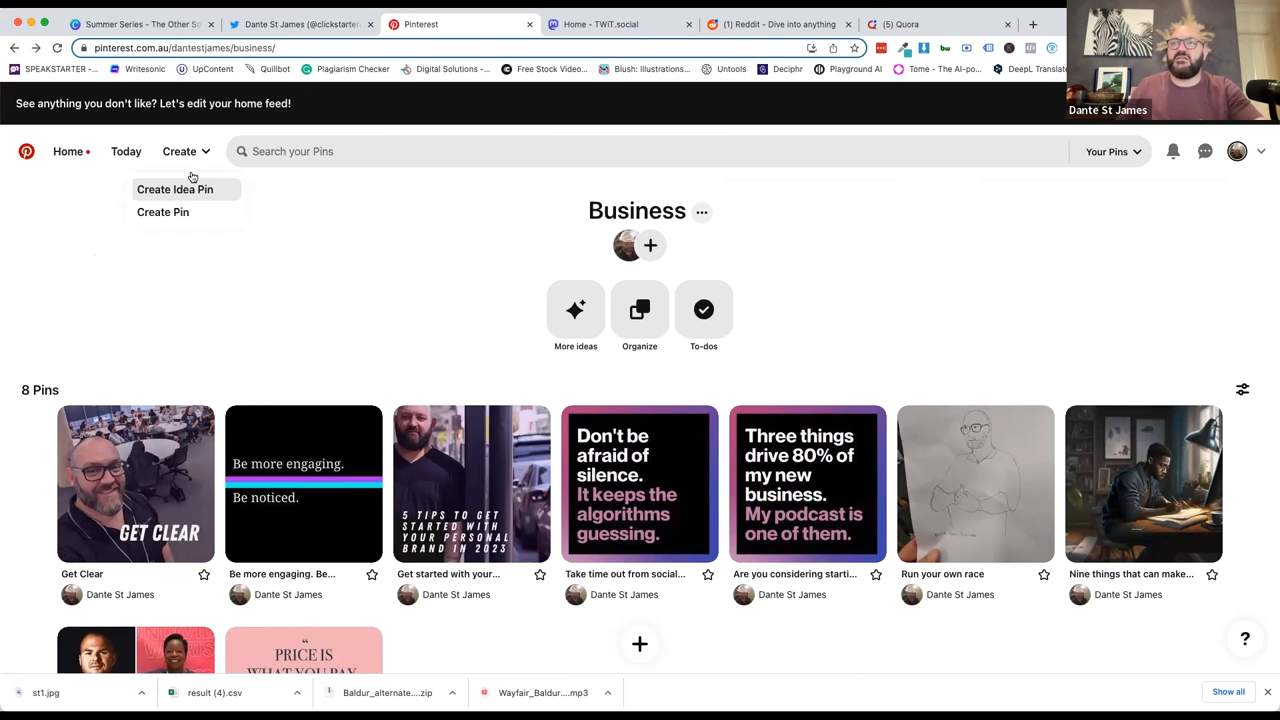 Summer Series - The Other So
Dante St James (@clickstarter
Pinterest
Home - TWiT.social
(1) Reddit - Dive into anything
(5) Quora
pinterest.com.au/dantestjames/business/
SPEAKSTARTER -...
Writesonic
UpContent
Quillbot
Plagiarism Checker
Digital Solutions -...
Free Stock Video...
Blush: Illustrations...
Untools
Deciphr
Playground AI
Tome - The AI-po...
DeepL Translate
Dante St James
See anything you don't like? Let's edit your home feed!
Home
Today
Create
Search your Pins
Your Pins
Create Idea Pin
Create Pin
Business
More ideas
Organize
To-dos
8 Pins
GET CLEAR
Be more engaging.
Be noticed.
5 TIPS TO GET
STARTED WITH
YOUR PERSONAL
BRAND IN 2023
Don't be
afraid of
silence.
It keeps the
algorithms
guessing.
Three things
drive 80% of
my new
business.
My podcast is
one of them.
Get Clear
Be more engaging. Be...
Get started with your...
Take time out from social...
Are you considering starti...
Run your own race
Nine things that can make...
Dante St James
Dante St James
Dante St James
Dante St James
Dante St James
Dante St James
Dante St James
“
PRICE IS
WHAT YOU PAY
?
st1.jpg
result (4).csv
Baldur_alternate....zip
Wayfair_Baldur....mp3
Show all